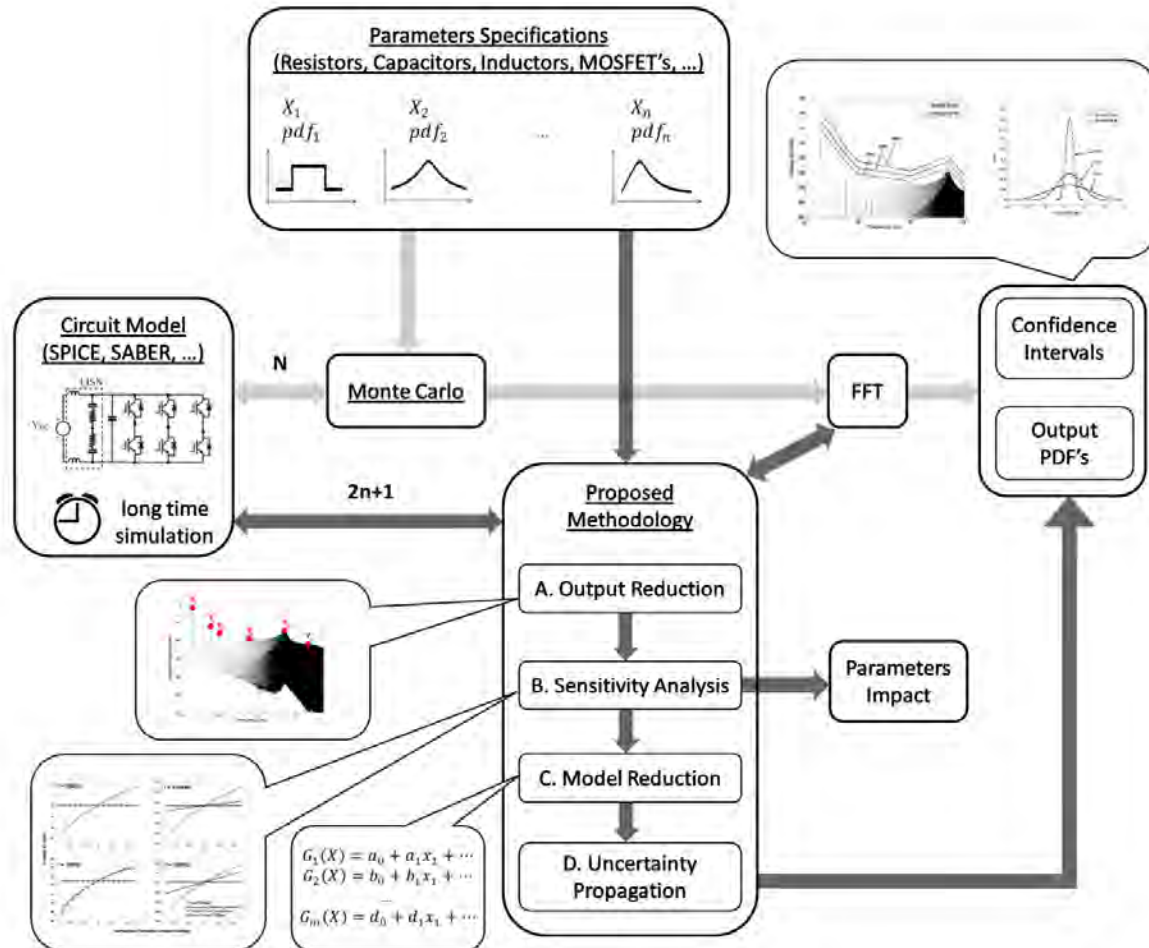 Parameters Specifications
(Resistors, Capacitors, Inductors, MOSFET's, ...)
X₁
pdf₁
X₂
pdf₂
...
Xₙ
pdfₙ
Circuit Model
(SPICE, SABER, ...)
LISN
long time
simulation
N
Monte Carlo
FFT
Confidence
Intervals
Output
PDF's
2n+1
Proposed
Methodology
A. Output Reduction
B. Sensitivity Analysis
C. Model Reduction
D. Uncertainty
Propagation
Parameters
Impact
G₁(X) = a₀ + a₁x₁ + ⋯
G₂(X) = b₀ + b₁x₁ + ⋯
...
Gₘ(X) = d₀ + d₁x₁ + ⋯